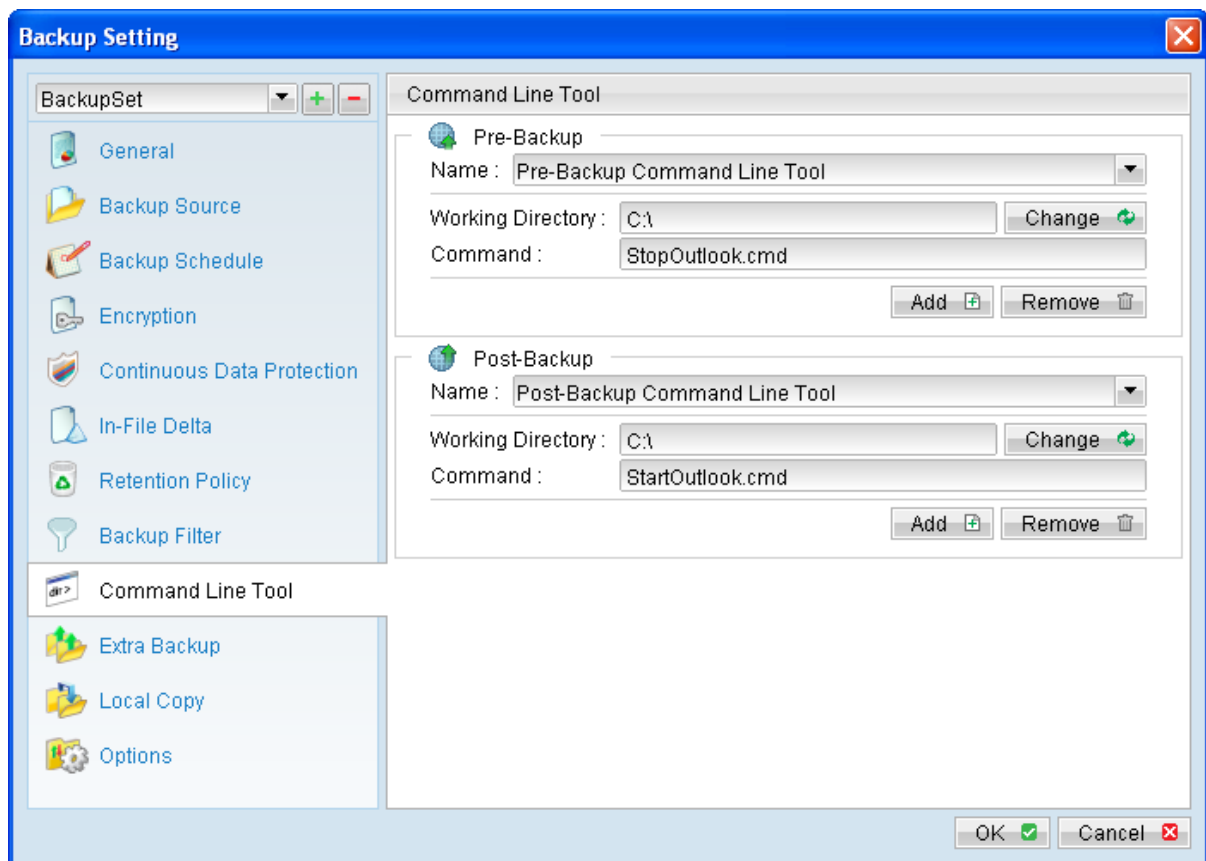 Backup Setting
BackupSet
General
Backup Source
Backup Schedule
Encryption
Continuous Data Protection
In-File Delta
Retention Policy
Backup Filter
dir>
Command Line Tool
Extra Backup
Local Copy
Options
Command Line Tool
Pre-Backup
Name : Pre-Backup Command Line Tool
Working Directory : C:\ Change
Command : StopOutlook.cmd
Add Remove
Post-Backup
Name : Post-Backup Command Line Tool
Working Directory : C:\ Change
Command : StartOutlook.cmd
Add Remove
OK Cancel